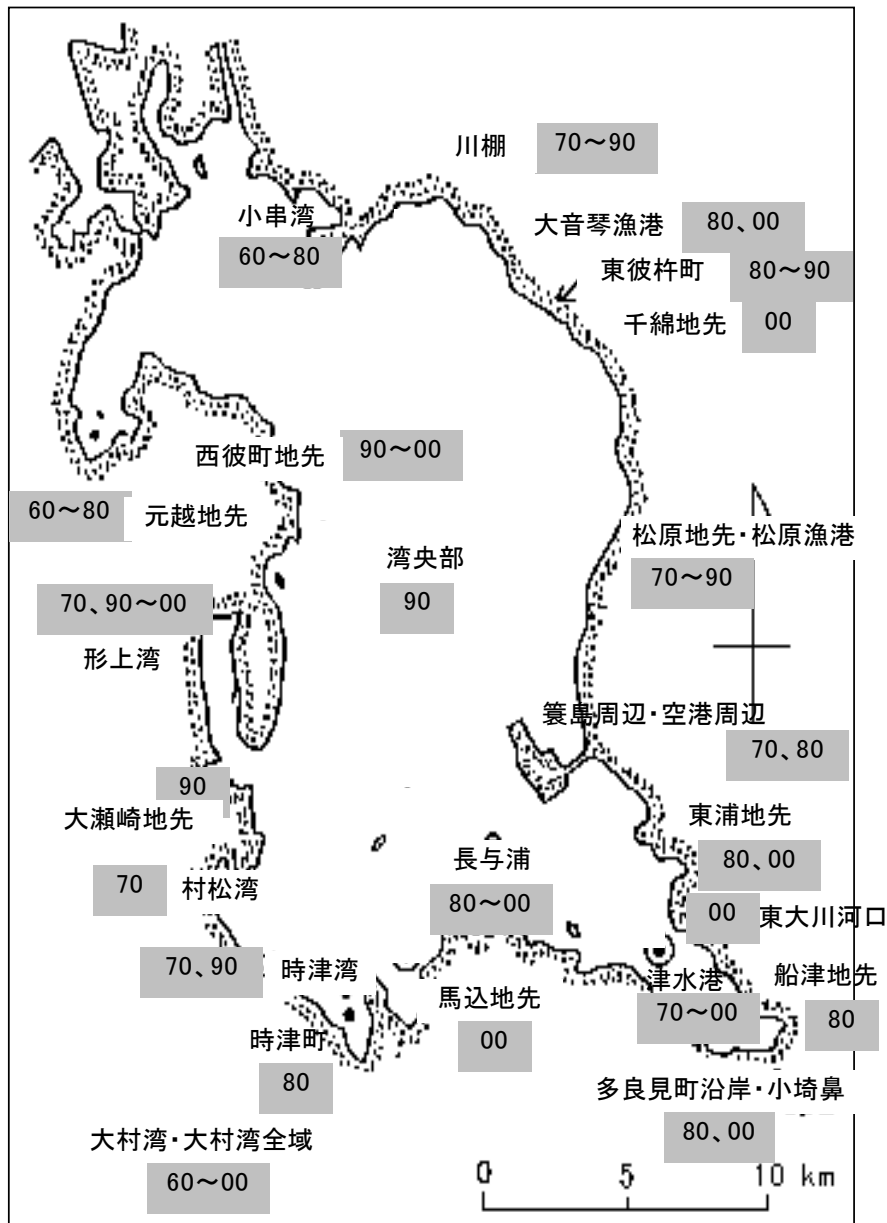 川棚 70～90
小串湾
60～80
大音琴漁港 80、00
東彼杵町 80～90
千綿地先 00
西彼町地先 90～00
60～80 元越地先
湾央部
90
松原地先・松原漁港
70～90
70、90～00
形上湾
簑島周辺・空港周辺
70、80
90
大瀬崎地先
東浦地先
80、00
70 村松湾
長与浦
80～00
00 東大川河口
70、90 時津湾
馬込地先
00
津水港
70～00
船津地先
80
時津町
80
多良見町沿岸・小埼鼻
80、00
大村湾・大村湾全域
60～00
0 5 10 km